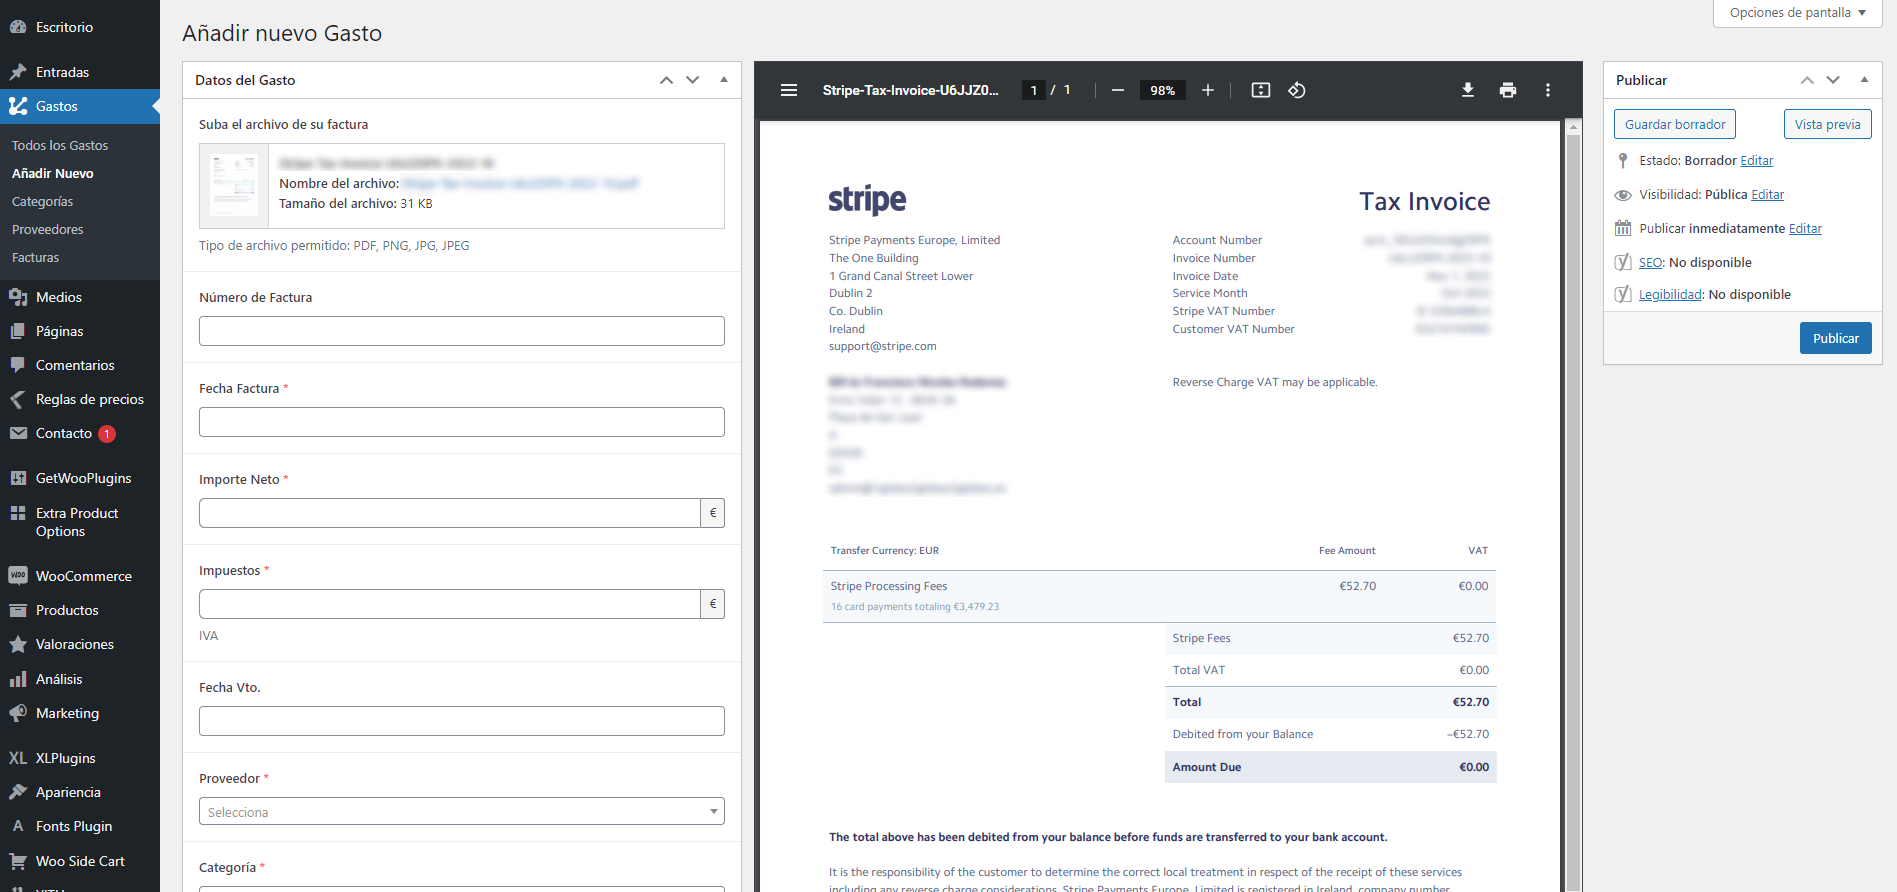 Escritorio
Entradas
Gastos
Todos los Gastos
Añadir Nuevo
Categorías
Proveedores
Facturas
Medios
Páginas
Comentarios
Reglas de precios
Contacto 1
GetWooPlugins
Extra Product
Options
WooCommerce
Productos
Valoraciones
Análisis
Marketing
XL XLPlugins
Apariencia
A Fonts Plugin
Woo Side Cart
Opciones de pantalla
Añadir nuevo Gasto
Datos del Gasto
Suba el archivo de su factura
Nombre del archivo:
Tamaño del archivo: 31 KB
Tipo de archivo permitido: PDF, PNG, JPG, JPEG
Número de Factura
Fecha Factura *
Importe Neto *
€
Impuestos *
€
IVA
Fecha Vto.
Proveedor *
Selecciona
Categoría *
Stripe-Tax-Invoice-U6JJZ0... 1 / 1 — 98% +
stripe
Tax Invoice
Stripe Payments Europe, Limited
The One Building
1 Grand Canal Street Lower
Dublin 2
Co. Dublin
Ireland
support@stripe.com
Account Number
Invoice Number
Invoice Date
Service Month
Stripe VAT Number
Customer VAT Number
Reverse Charge VAT may be applicable.
Transfer Currency: EUR Fee Amount VAT
Stripe Processing Fees €52.70 €0.00
16 card payments totaling €3,479.23
Stripe Fees €52.70
Total VAT €0.00
Total €52.70
Debited from your Balance –€52.70
Amount Due €0.00
The total above has been debited from your balance before funds are transferred to your bank account.
It is the responsibility of the customer to determine the correct local treatment in respect of the receipt of these services
including any reverse charge considerations. Stripe Payments Europe, Limited is registered in Ireland, company number
Publicar
Guardar borrador
Vista previa
Estado: Borrador Editar
Visibilidad: Pública Editar
Publicar inmediatamente Editar
SEO: No disponible
Legibilidad: No disponible
Publicar